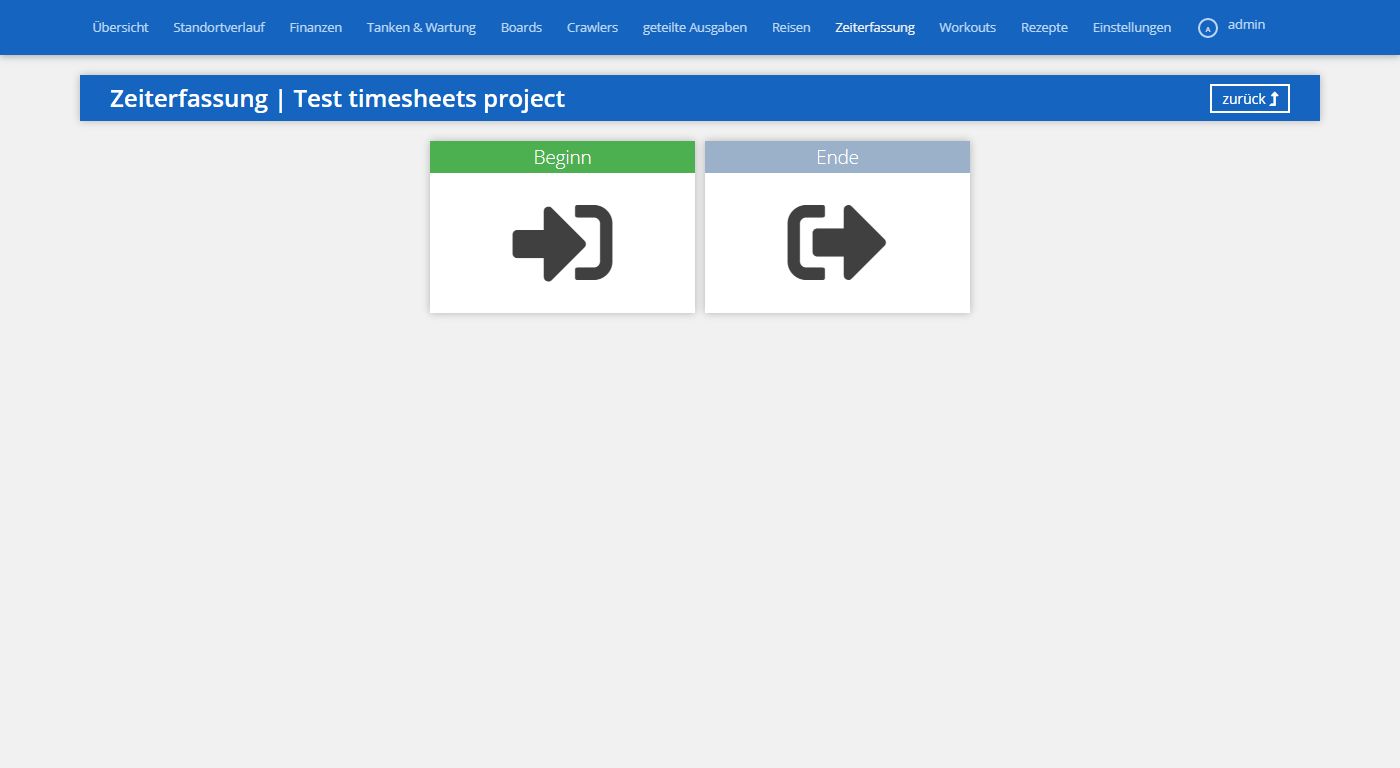 Übersicht Standortverlauf Finanzen Tanken & Wartung Boards Crawlers geteilte Ausgaben Reisen Zeiterfassung Workouts Rezepte Einstellungen A admin
Zeiterfassung | Test timesheets project zurück
Beginn Ende